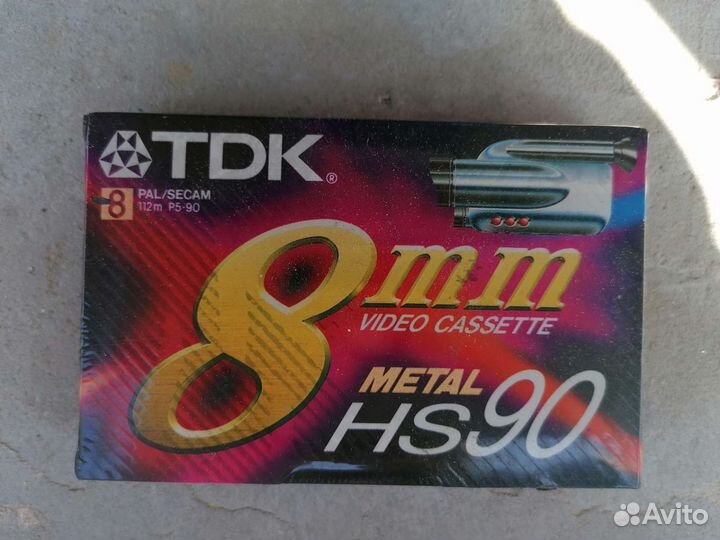 TDK®
8 PAL/SECAM
112m P5-90
8mm
VIDEO CASSETTE
METAL
HS90
Avito